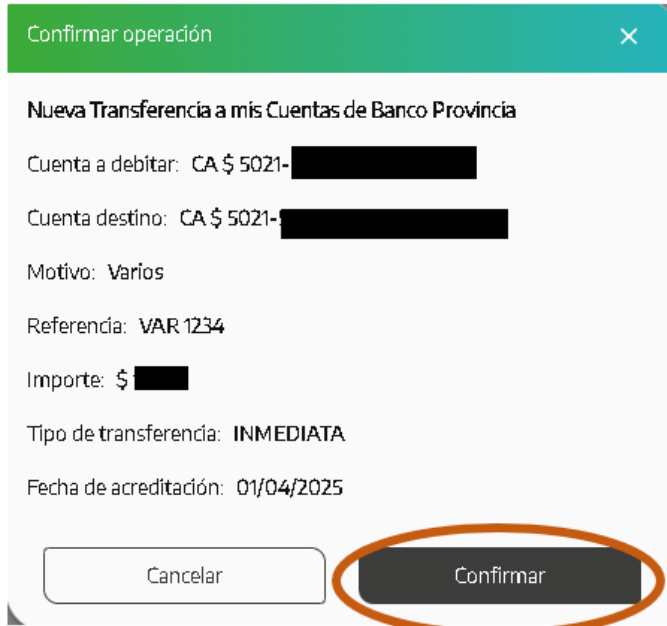 Confirmar operación
Nueva Transferencia a mis Cuentas de Banco Provincia
Cuenta a debitar: CA $ 5021-
Cuenta destino: CA $ 5021-
Motivo: Varios
Referencia: VAR 1234
Importe: $
Tipo de transferencia: INMEDIATA
Fecha de acreditación: 01/04/2025
Cancelar Confirmar